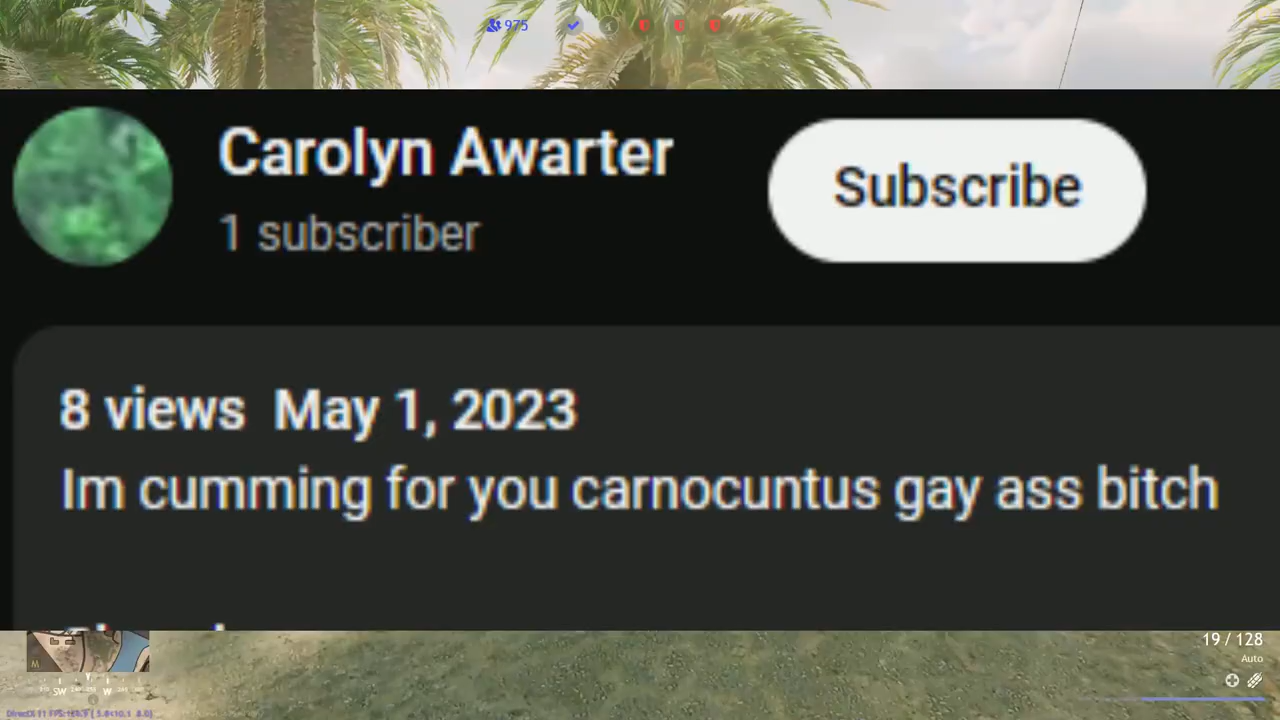 975
Carolyn Awarter
Subscribe
1 subscriber
8 views May 1, 2023
Im cumming for you carnocuntus gay ass bitch
19 / 128
Auto
M
SW
W